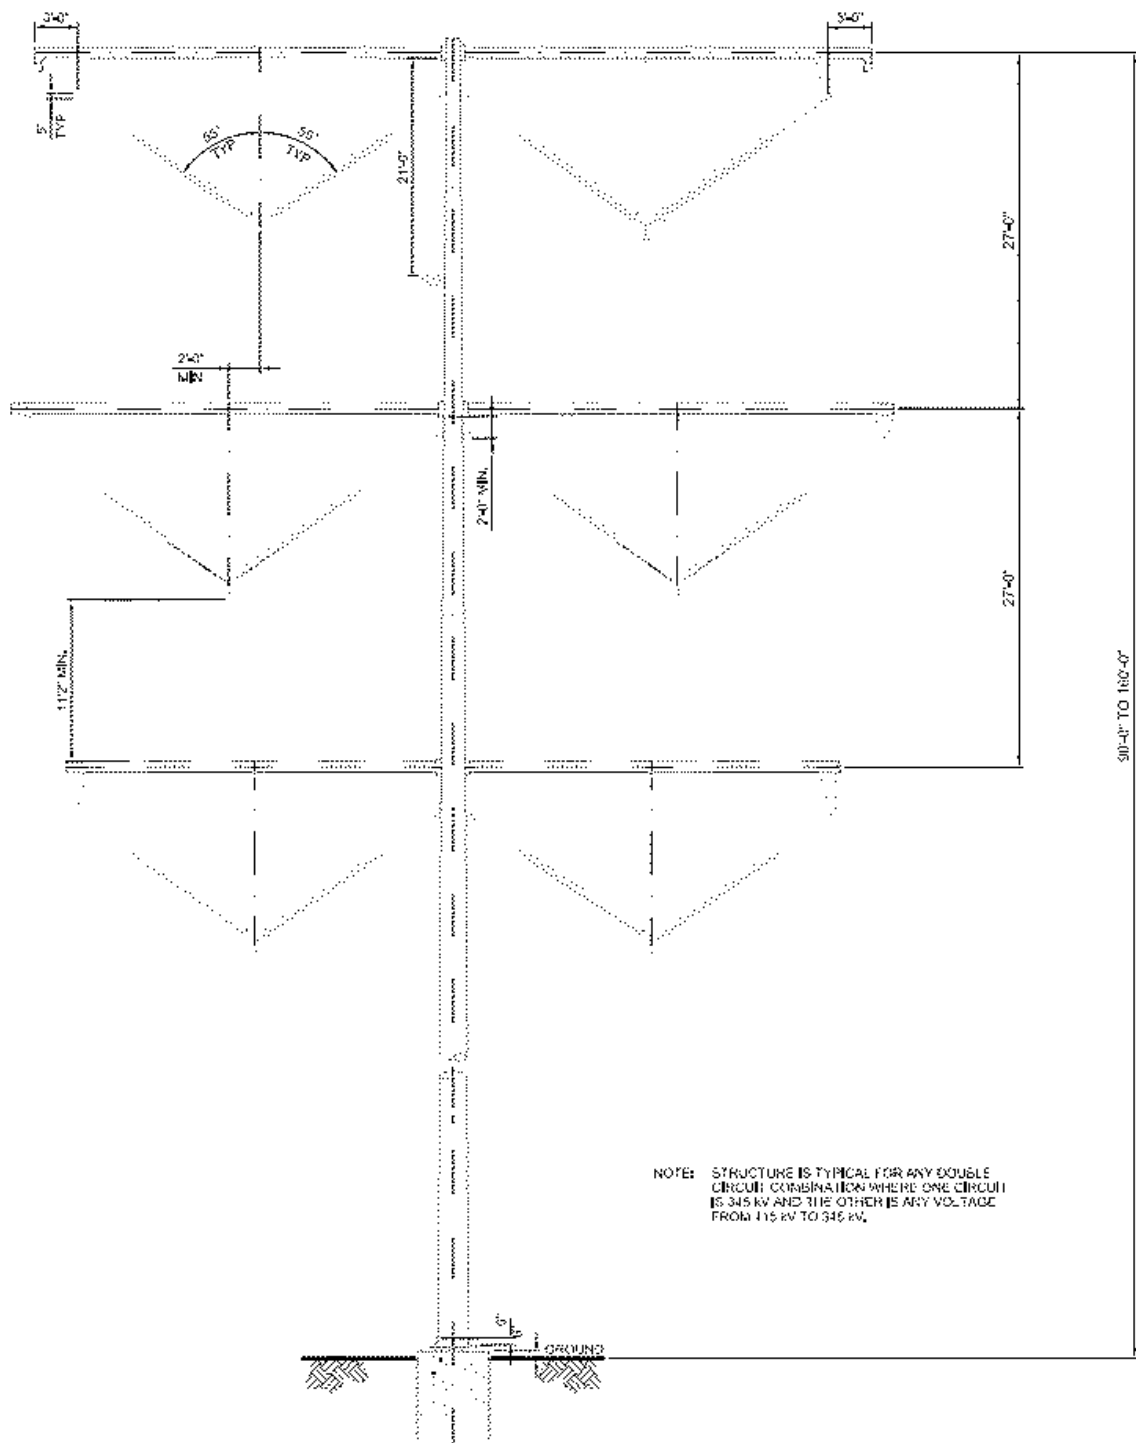 3'-0"
5'
TYP
55°
TYP
55°
TYP
21'-0"
27'-0"
2'-0"
MIN
2'-0" MIN.
27'-0"
11'2" MIN.
90'-0" TO 160'-0"
NOTE: STRUCTURE IS TYPICAL FOR ANY DOUBLE
CIRCUIT COMBINATION WHERE ONE CIRCUIT
IS 345 kV AND THE OTHER IS ANY VOLTAGE
FROM 115 kV TO 345 kV.
GROUND